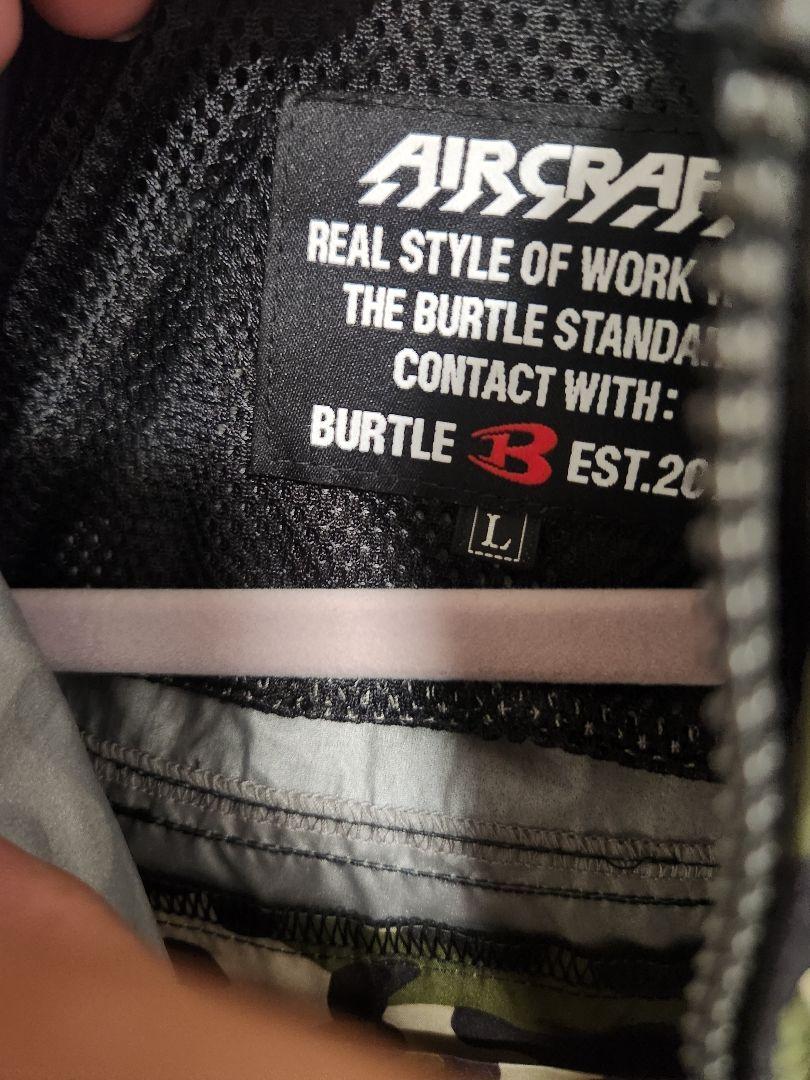 AIRCRAF
REAL STYLE OF WORK
THE BURTLE STANDA
CONTACT WITH:
BURTLE B EST.20
L